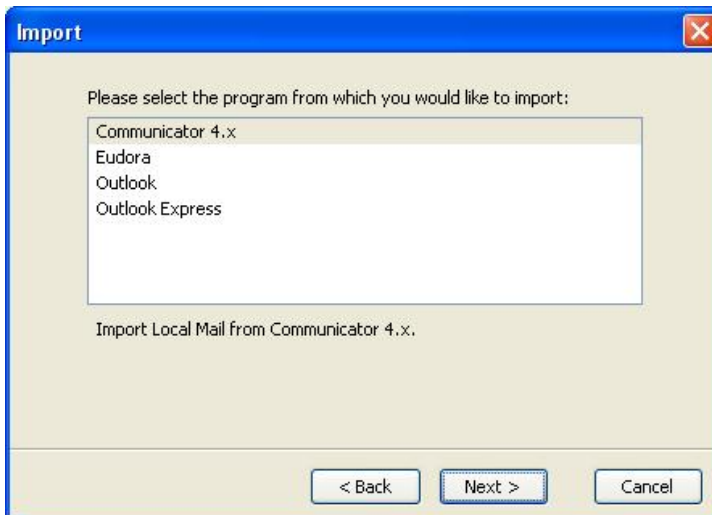 Import
Please select the program from which you would like to import:
Communicator 4.x
Eudora
Outlook
Outlook Express
Import Local Mail from Communicator 4.x.
< Back Next > Cancel